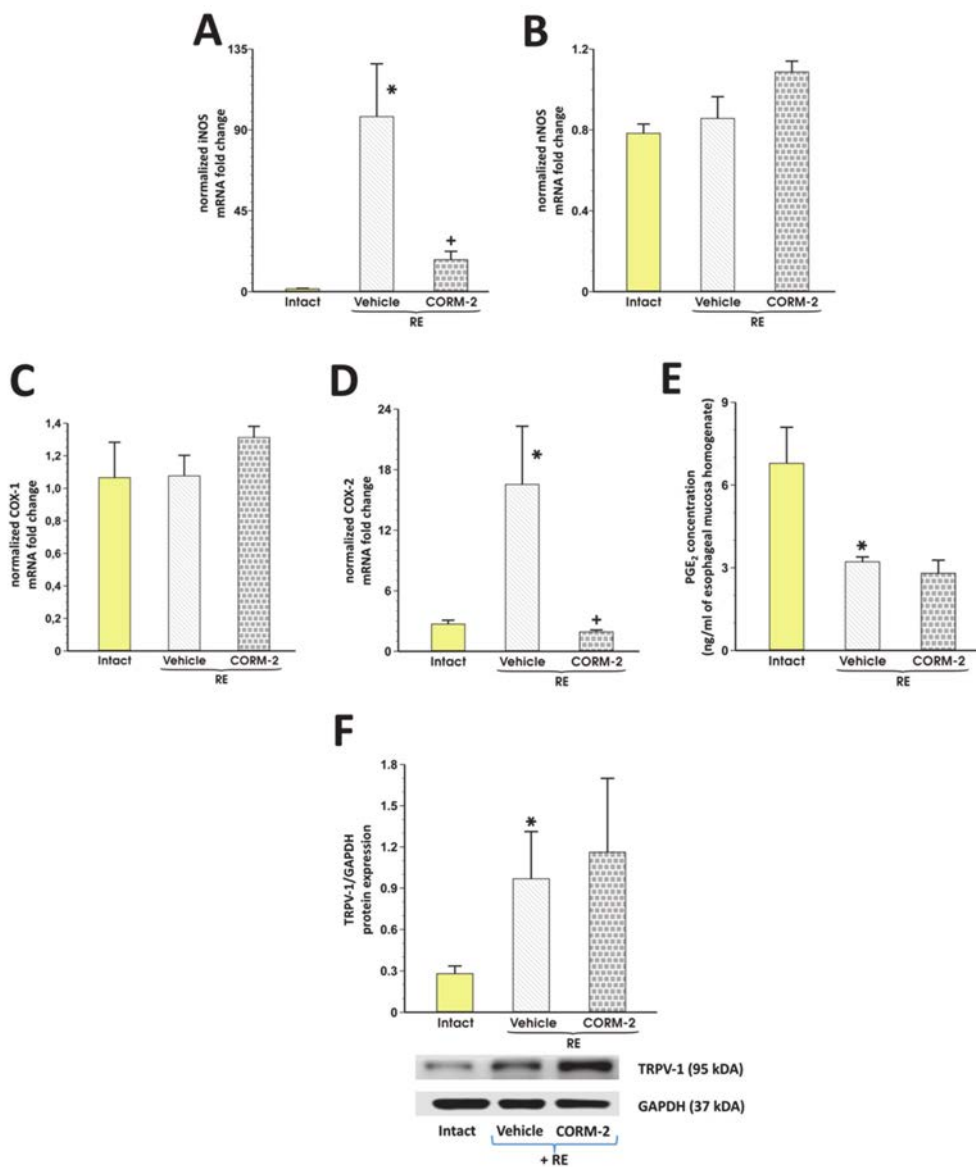 A
normalized iNOS
mRNA fold change
135
90
45
0
*
+
Intact
Vehicle
CORM-2
RE
B
normalized nNOS
mRNA fold change
1.2
0.8
0.4
0
Intact
Vehicle
CORM-2
RE
C
normalized COX-1
mRNA fold change
1,4
1,2
1,0
0,8
0,6
0,4
0,2
0
Intact
Vehicle
CORM-2
RE
D
normalized COX-2
mRNA fold change
24
18
12
6
0
*
+
Intact
Vehicle
CORM-2
RE
E
PGE₂ concentration
(ng/ml of esophageal mucosa homogenate)
9
6
3
0
*
Intact
Vehicle
CORM-2
RE
F
TRPV-1/GAPDH
protein expression
1.8
1.5
1.2
0.9
0.6
0.3
0
*
Intact
Vehicle
CORM-2
RE
TRPV-1 (95 kDA)
GAPDH (37 kDA)
Intact
Vehicle
CORM-2
+ RE